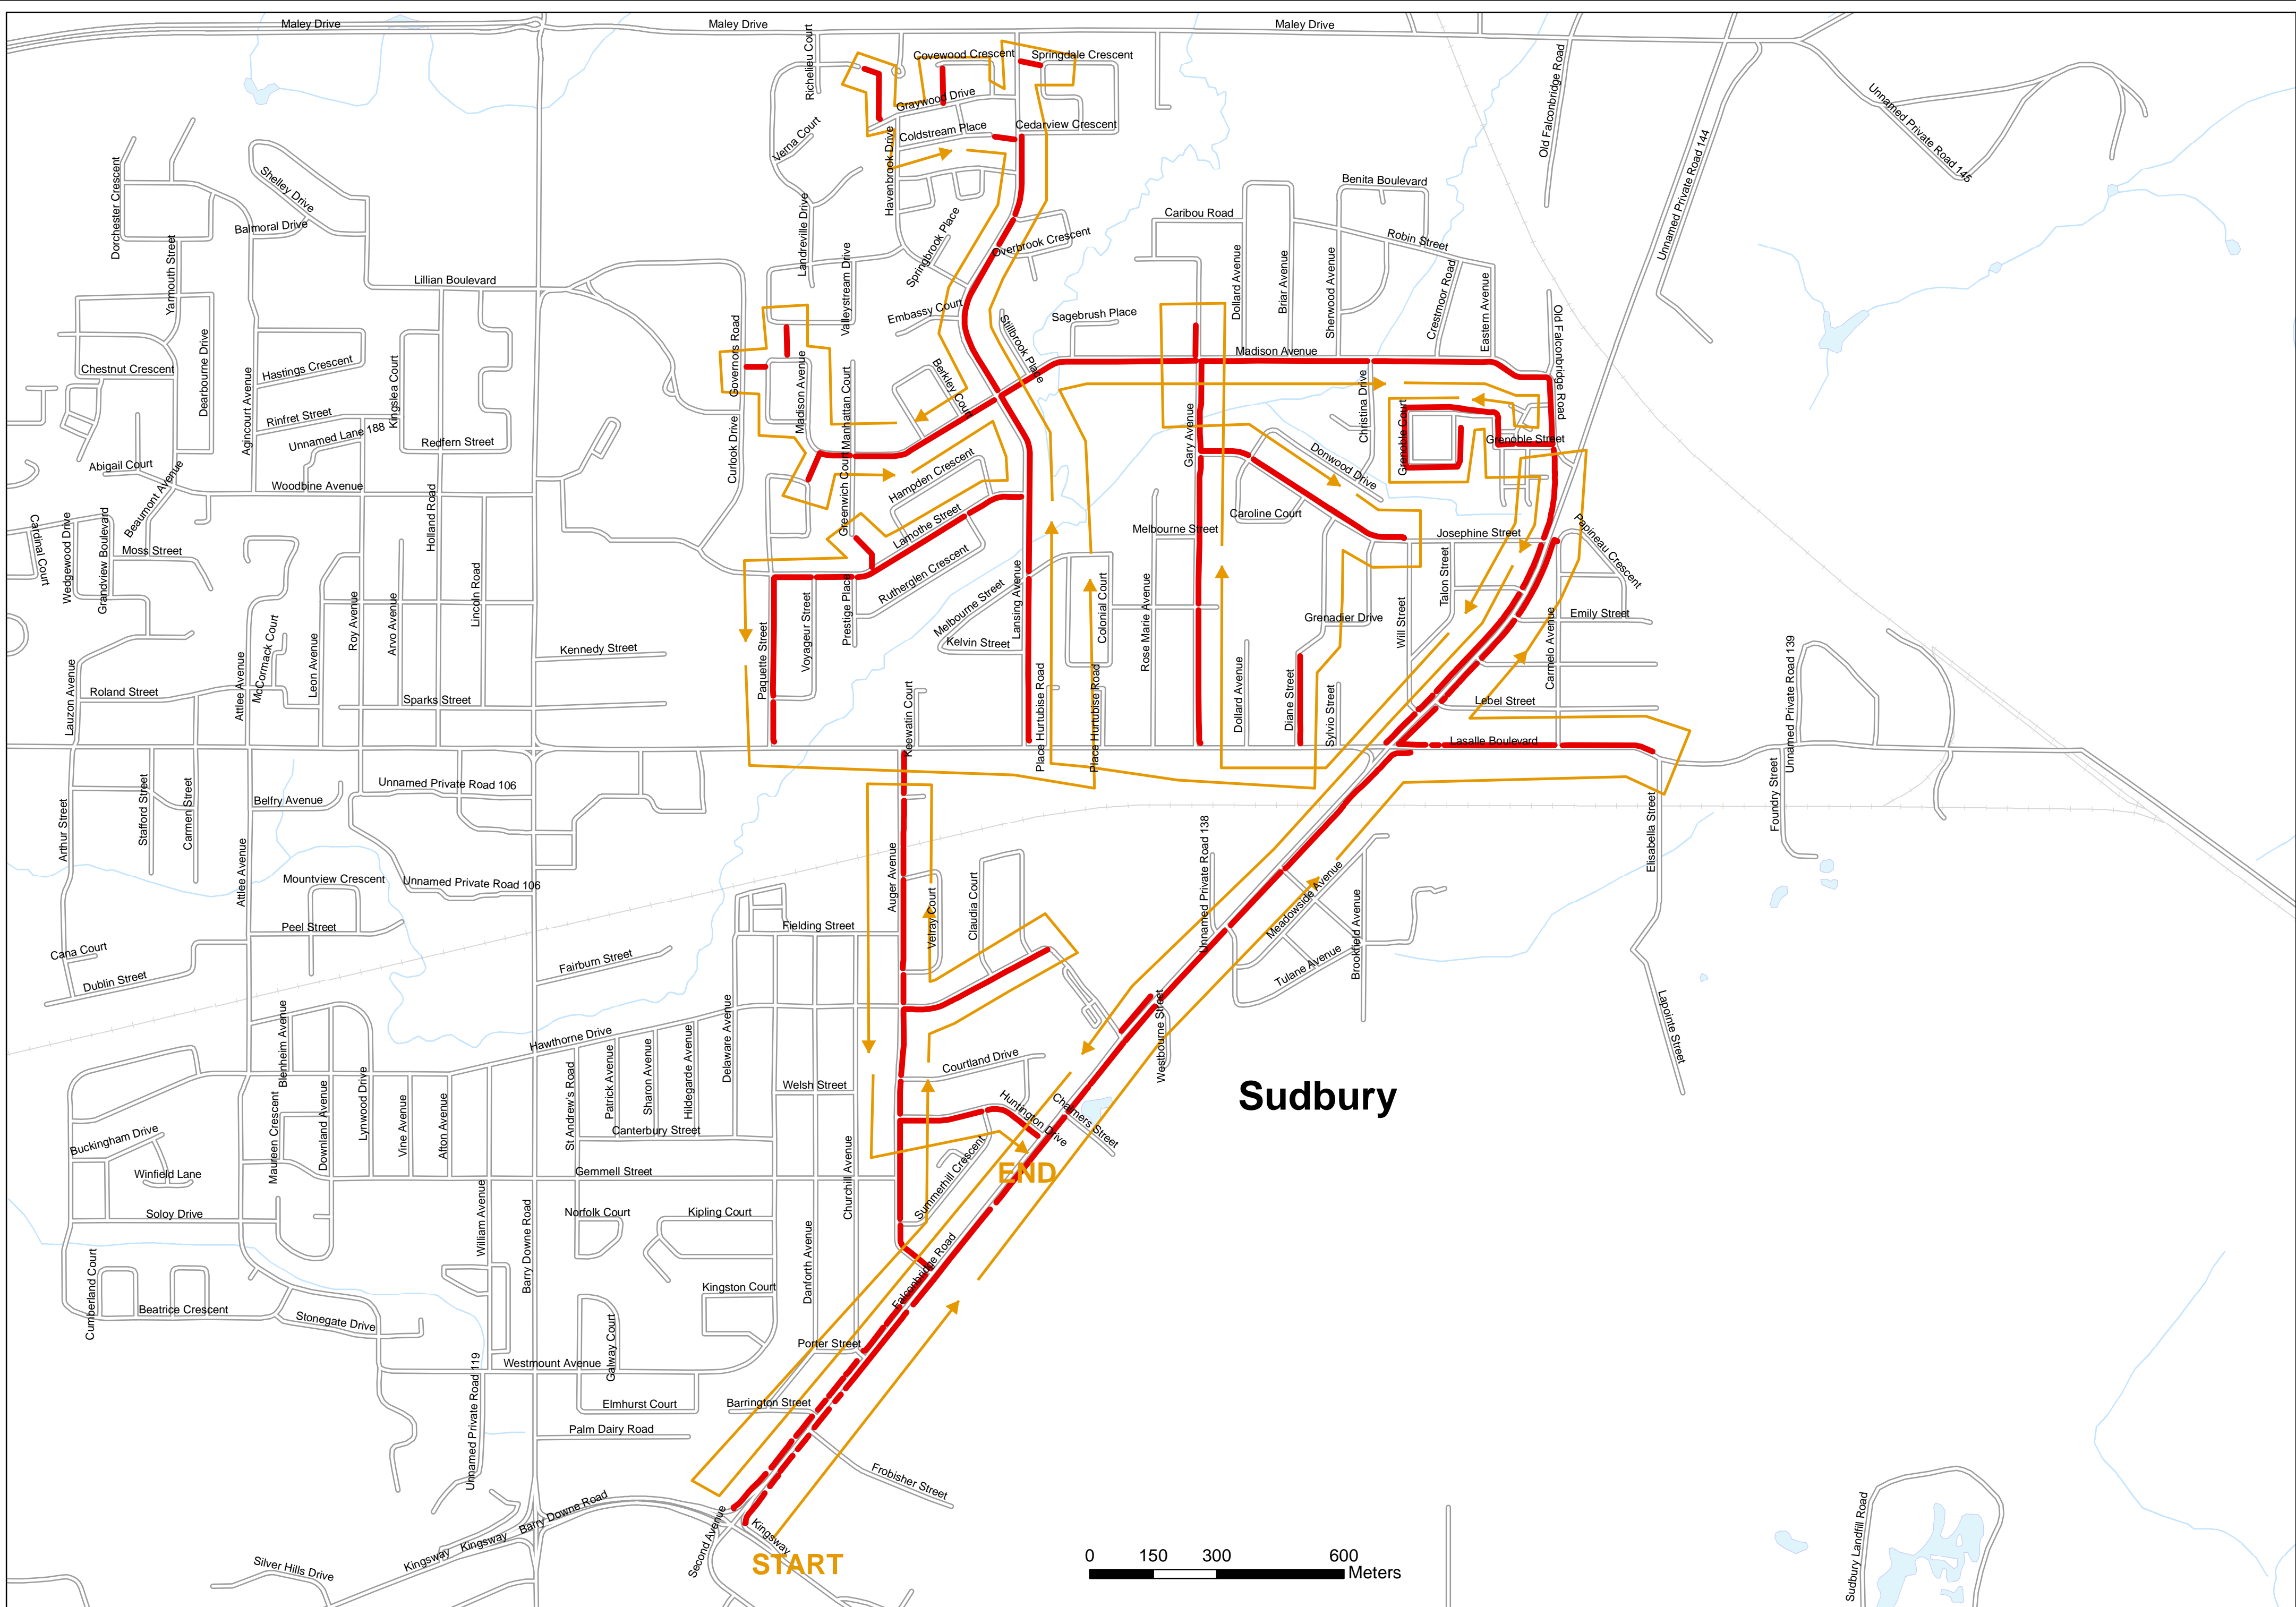 Maley Drive
Maley Drive
Maley Drive
Richelieu Court
Covewood Crescent
Springdale Crescent
Old Falconbridge Road
Unnamed Private Road 145
Graywood Drive
Verna Court
Coldstream Place
Cedarview Crescent
Havenbrook Drive
Unnamed Private Road 144
Dorchester Crescent
Shelley Drive
Balmoral Drive
Yarmouth Street
Landreville Drive
Springbrook Place
Overbrook Crescent
Benita Boulevard
Caribou Road
Robin Street
Lillian Boulevard
Valleystream Drive
Embassy Court
Stillbrook Place
Sagebrush Place
Dollard Avenue
Briar Avenue
Sherwood Avenue
Crestmoor Road
Eastern Avenue
Old Falconbridge Road
Madison Avenue
Governors Road
Chestnut Crescent
Dearbourne Drive
Agincourt Avenue
Hastings Crescent
Kingslea Court
Rinfret Street
Unnamed Lane 188
Redfern Street
Madison Avenue
Manhattan Court
Berkley Court
Christina Drive
Grenoble Court
Grenoble Street
Gary Avenue
Donwood Drive
Curlook Drive
Greenwich Court
Hampden Crescent
Abigail Court
Beaumont Avenue
Woodbine Avenue
Holland Road
Lamothe Street
Caroline Court
Melbourne Street
Josephine Street
Papineau Crescent
Cardinal Court
Wedgewood Drive
Grandview Boulevard
Moss Street
Rutherglen Crescent
Talon Street
Lincoln Road
Roy Avenue
Arvo Avenue
Leon Avenue
McCormack Court
Attlee Avenue
Prestige Place
Melbourne Street
Kelvin Street
Lansing Avenue
Colonial Court
Rose Marie Avenue
Grenadier Drive
Will Street
Emily Street
Carmelo Avenue
Kennedy Street
Paquette Street
Voyageur Street
Place Hurtubise Road
Place Hurtubise Road
Dollard Avenue
Diane Street
Sylvio Street
Lebel Street
Lasalle Boulevard
Unnamed Private Road 139
Lauzon Avenue
Roland Street
Sparks Street
Keewatin Court
Arthur Street
Stafford Street
Carmen Street
Belfry Avenue
Unnamed Private Road 106
Foundry Street
Elisabella Street
Attlee Avenue
Mountview Crescent
Unnamed Private Road 106
Peel Street
Auger Avenue
Velray Court
Claudia Court
Unnamed Private Road 138
Meadowside Avenue
Brookfield Avenue
Tulane Avenue
Fielding Street
Cana Court
Dublin Street
Fairburn Street
Westbourne Street
Lapointe Street
Hawthorne Drive
Delaware Avenue
Blenheim Avenue
Lynwood Drive
Courtland Drive
Welsh Street
Huntington Drive
Chalmers Street
Sudbury
Buckingham Drive
Winfield Lane
Maureen Crescent
Downland Avenue
Vine Avenue
Afton Avenue
St Andrew's Road
Patrick Avenue
Sharon Avenue
Hildegarde Avenue
Canterbury Street
Gemmell Street
Summerhill Crescent
END
Soloy Drive
William Avenue
Barry Downe Road
Norfolk Court
Kipling Court
Churchill Avenue
Danforth Avenue
Falconbridge Road
Cumberland Court
Beatrice Crescent
Stonegate Drive
Kingston Court
Galway Court
Porter Street
Westmount Avenue
Elmhurst Court
Barrington Street
Unnamed Private Road 119
Palm Dairy Road
Frobisher Street
Barry Downe Road
Kingsway
Kingsway
Kingsway
Second Avenue
Silver Hills Drive
START
Sudbury Landfill Road
0 150 300 600
Meters